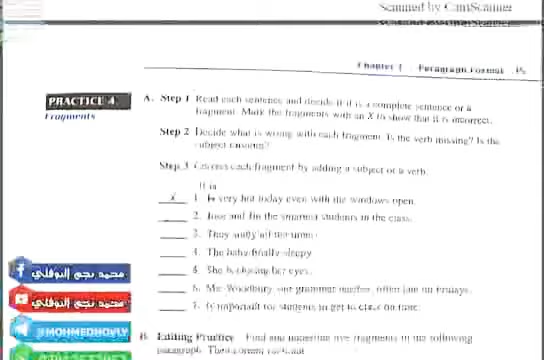 Scanned by CamScanner
Chapter 1 Paragraph Format
PRACTICE 4
Fragments
A. Step 1 Read each sentence and decide if it is a complete sentence or a
fragment. Mark the fragments with an X to show that it is incorrect.
Step 2 Decide what is wrong with each fragment. Is the verb missing? Is the
subject missing?
Step 3 Correct each fragment by adding a subject or a verb.
It is
X 1. Is very hot today even with the windows open.
2. Jose and Jin the smartest students in the class.
3. They study all the time.
4. The baby finally sleepy.
5. She is closing her eyes.
6. Mr. Woodbury, our grammar teacher, often late on Fridays.
7. Is important for students to get to class on time.
محمد نجي النوفلي
محمد نجي النوفلي
@MOHMEDNOVLY
B. Editing Practice Find and underline five fragments in the following
paragraph. Then correct each one.